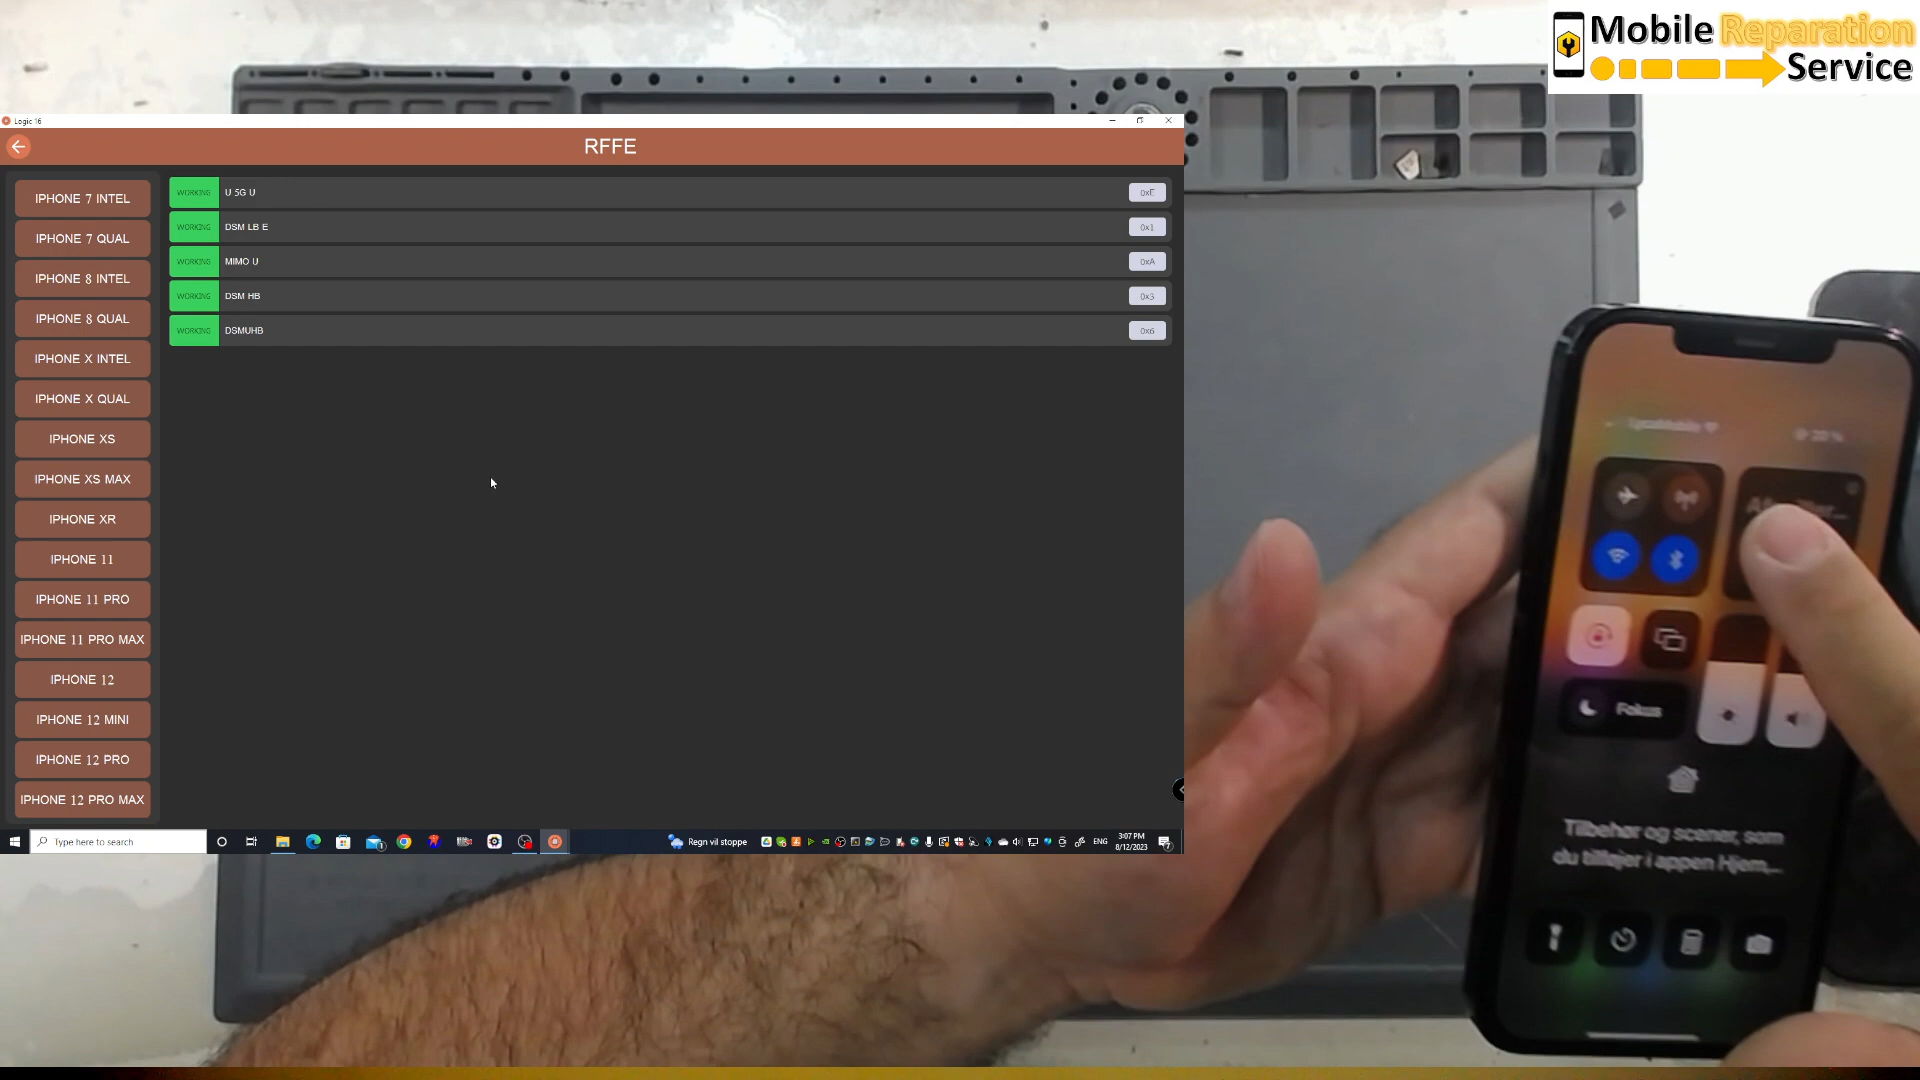 Mobile Reparation
Service
Logic 16
RFFE
IPHONE 7 INTEL
IPHONE 7 QUAL
IPHONE 8 INTEL
IPHONE 8 QUAL
IPHONE X INTEL
IPHONE X QUAL
IPHONE XS
IPHONE XS MAX
IPHONE XR
IPHONE 11
IPHONE 11 PRO
IPHONE 11 PRO MAX
IPHONE 12
IPHONE 12 MINI
IPHONE 12 PRO
IPHONE 12 PRO MAX
WORKING U 5G U 0xE
WORKING DSM LB E 0x1
WORKING MIMO U 0xA
WORKING DSM HB 0x3
WORKING DSMUHB 0x6
Type here to search
Regn vil stoppe
ENG
3:07 PM
8/12/2023
20 %
Fokus
Tilbehør og scener, som
du tilføjer i appen Hjem,...